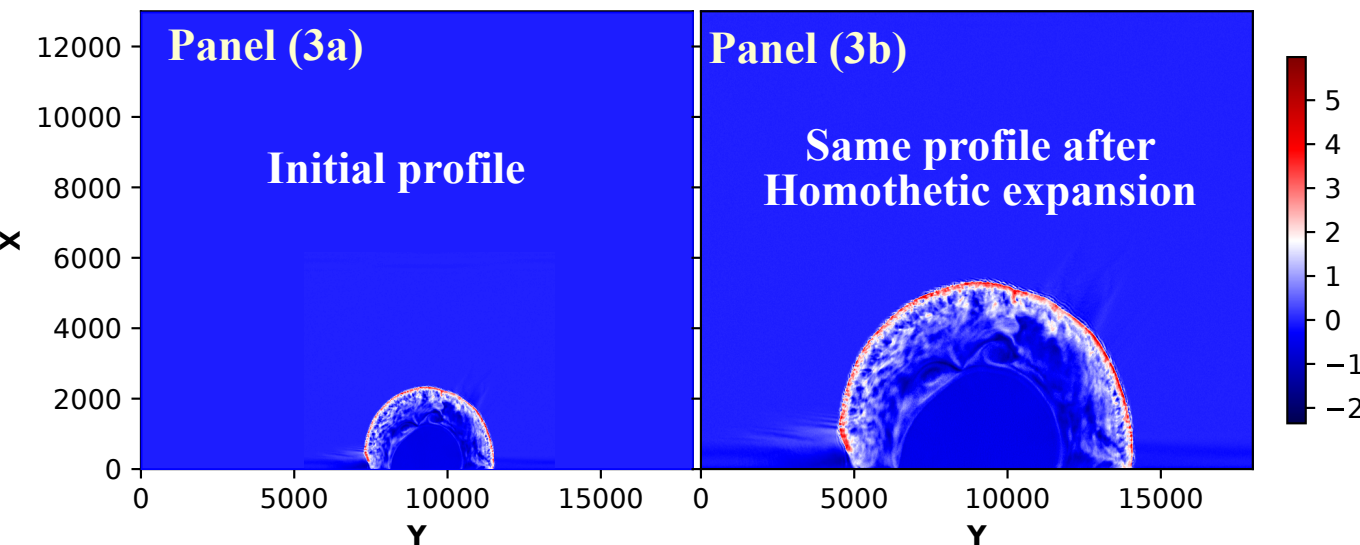 Panel (3a)
Panel (3b)
Initial profile
Same profile after
Homothetic expansion
X
12000
10000
8000
6000
4000
2000
0
0
5000
10000
15000
Y
0
5000
10000
15000
Y
5
4
3
2
1
0
−1
−2